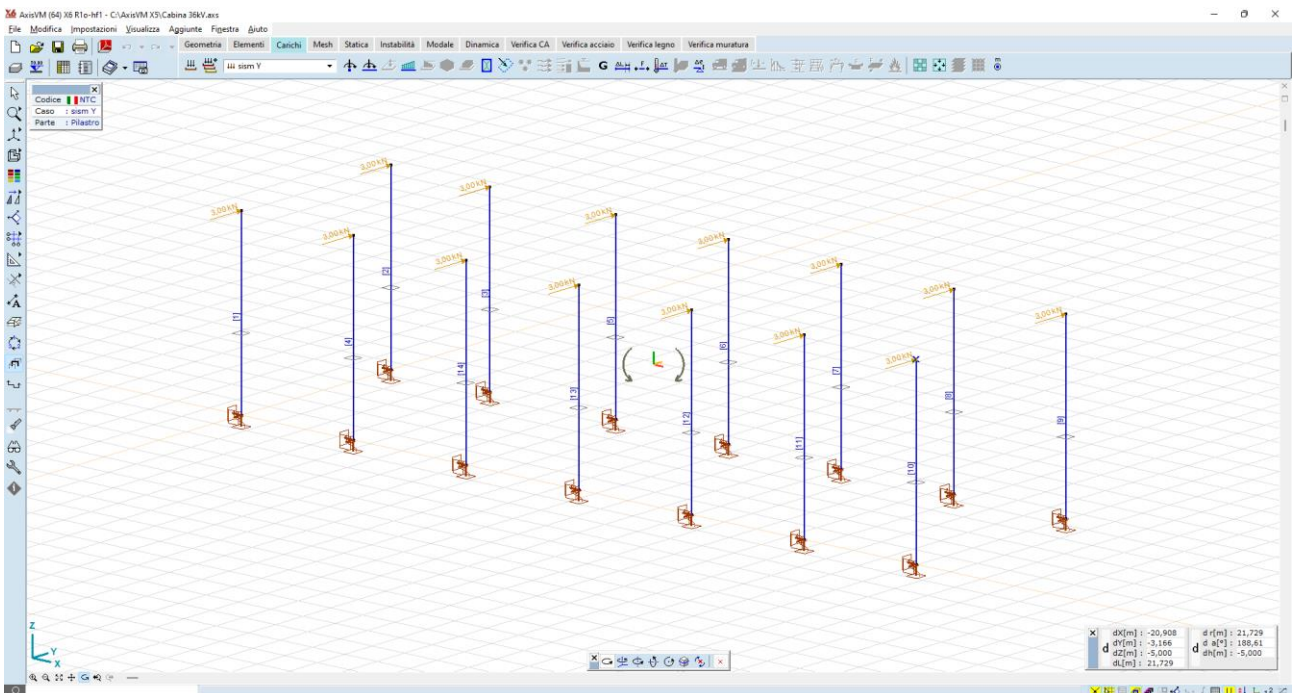 AxisVM (64) X6 R1o-hf1 - C:\AxisVM X5\Cabina 36kV.axs
File Modifica Impostazioni Visualizza Aggiunte Finestra Aiuto
Geometria Elementi Carichi Mesh Statica Instabilità Modale Dinamica Verifica CA Verifica acciaio Verifica legno Verifica muratura
sism Y
Codice NTC
Caso : sism Y
Parte : Pilastro
3,00 kN
3,00 kN
3,00 kN
3,00 kN
3,00 kN
3,00 kN
3,00 kN
3,00 kN
3,00 kN
3,00 kN
3,00 kN
3,00 kN
3,00 kN
3,00 kN
[1]
[2]
[3]
[4]
[14]
[5]
[13]
[6]
[12]
[7]
[11]
[8]
[10]
[9]
Z
Y
X
d
dX[m] : -20,908
dY[m] : -3,166
dZ[m] : -5,000
dL[m] : 21,729
d
d r[m] : 21,729
d a[°] : 188,61
dh[m] : -5,000